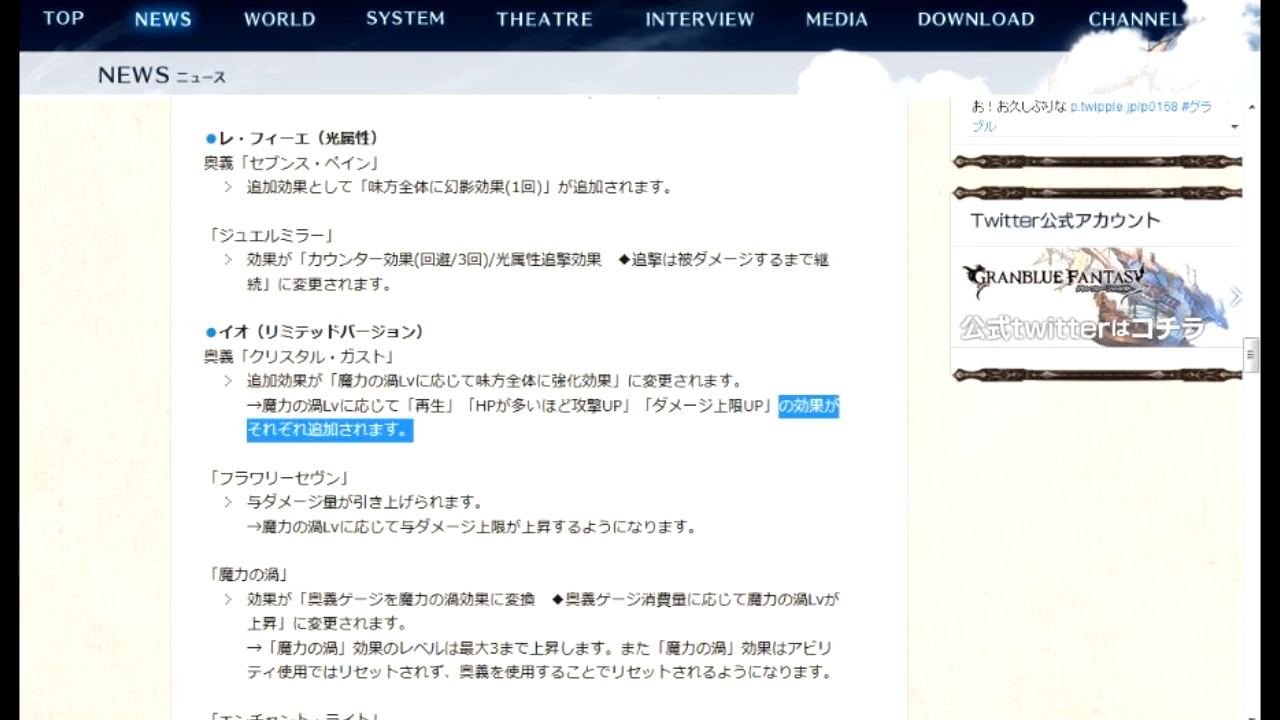 TOP NEWS WORLD SYSTEM THEATRE INTERVIEW MEDIA DOWNLOAD CHANNEL
NEWS ニュース
●レ・フィーエ（光属性）
奥義「セブンス・ペイン」
＞ 追加効果として「味方全体に幻影効果(1回)」が追加されます。
「ジュエルミラー」
＞ 効果が「カウンター効果(回避/3回)/光属性追撃効果　◆追撃は被ダメージするまで継
続」に変更されます。
●イオ（リミテッドバージョン）
奥義「クリスタル・ガスト」
＞ 追加効果が「魔力の渦Lvに応じて味方全体に強化効果」に変更されます。
→魔力の渦Lvに応じて「再生」「HPが多いほど攻撃UP」「ダメージ上限UP」の効果が
それぞれ追加されます。
「フラワリーセヴン」
＞ 与ダメージ量が引き上げられます。
→魔力の渦Lvに応じて与ダメージ上限が上昇するようになります。
「魔力の渦」
＞ 効果が「奥義ゲージを魔力の渦効果に変換　◆奥義ゲージ消費量に応じて魔力の渦Lvが
上昇」に変更されます。
→「魔力の渦」効果のレベルは最大3まで上昇します。また「魔力の渦」効果はアビリ
ティ使用ではリセットされず、奥義を使用することでリセットされるようになります。
「エンチャント・ライト」
お！お久しぶりな p.twipple.jp/p0168 #グラ
ブル
Twitter公式アカウント
GRANBLUE FANTASY
公式twitterはコチラ